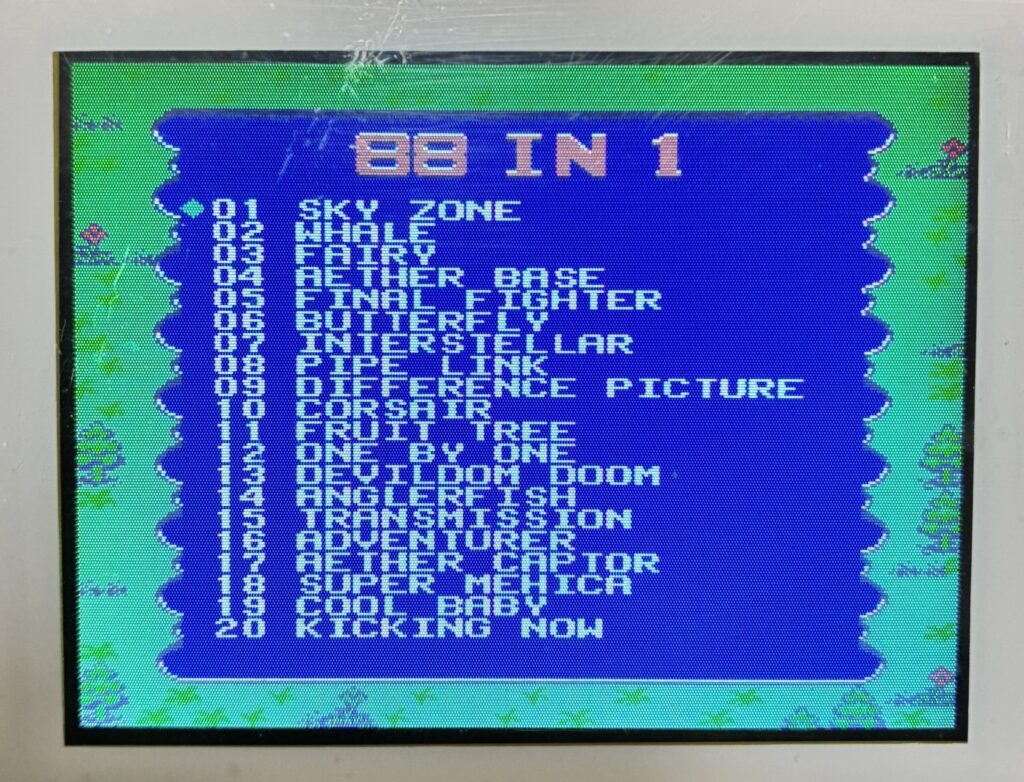 88 IN 1
01 SKY ZONE
02 WHALE
03 FAIRY
04 AETHER BASE
05 FINAL FIGHTER
06 BUTTERFLY
07 INTERSTELLAR
08 PIPE LINK
09 DIFFERENCE PICTURE
10 CORSAIR
11 FRUIT TREE
12 ONE BY ONE
13 DEVILDOM DOOM
14 ANGLERFISH
15 TRANSMISSION
16 ADVENTURER
17 AETHER CAPTOR
18 SUPER MEHICA
19 COOL BABY
20 KICKING NOW